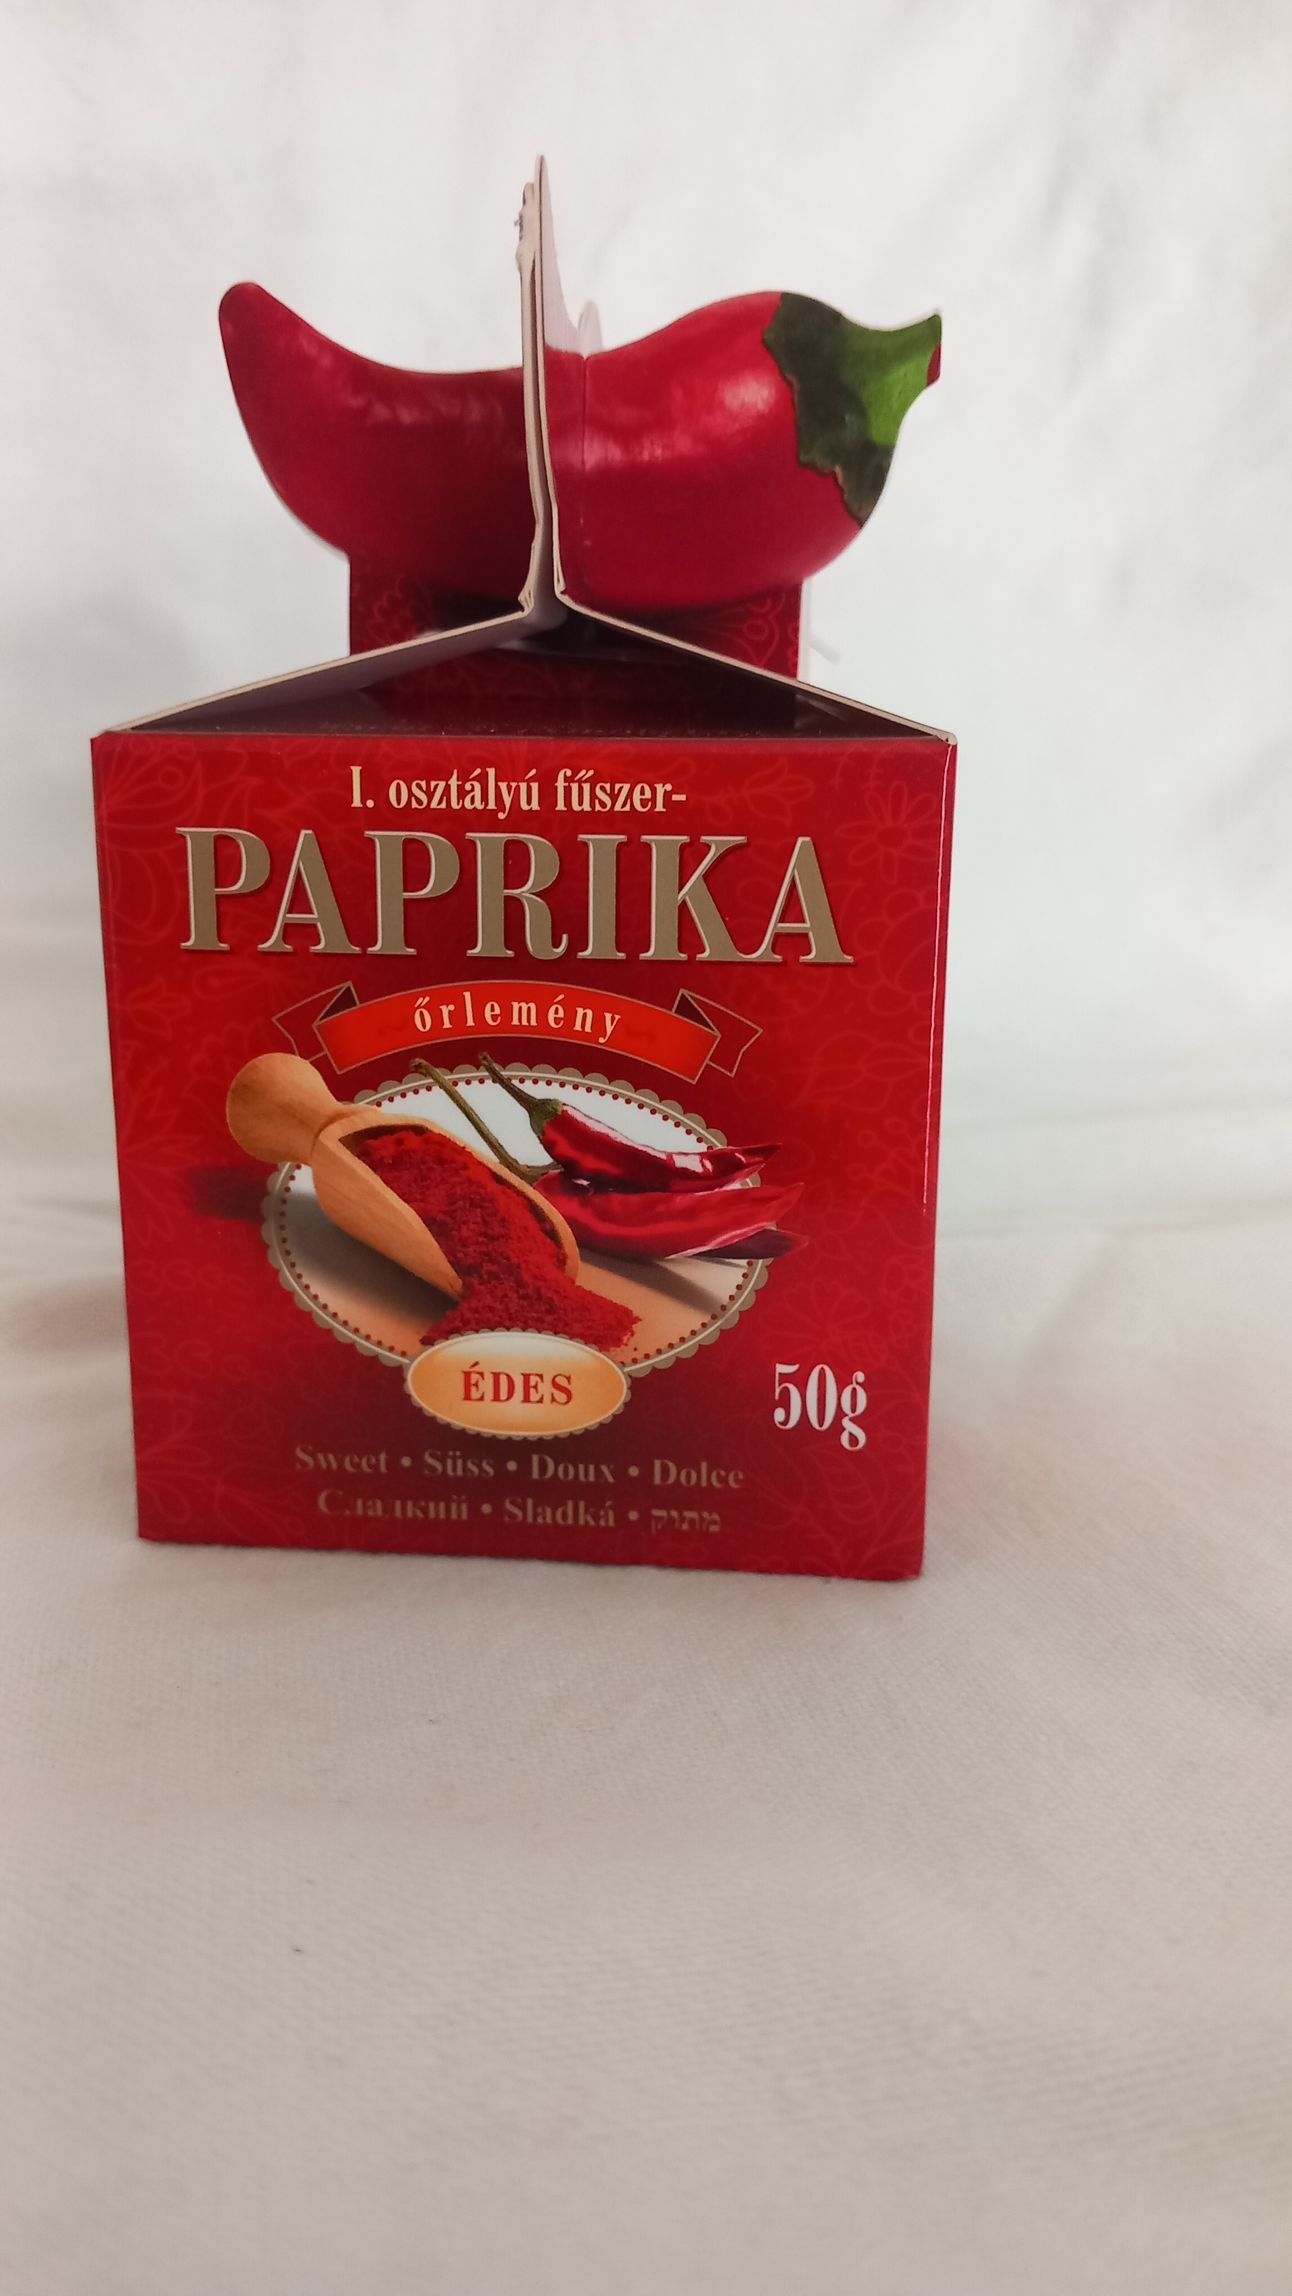 I. osztályú fűszer-
PAPRIKA
őrlemény
ÉDES
50g
Sweet • Süss • Doux • Dolce
Сладкий • Sladká • מתוק